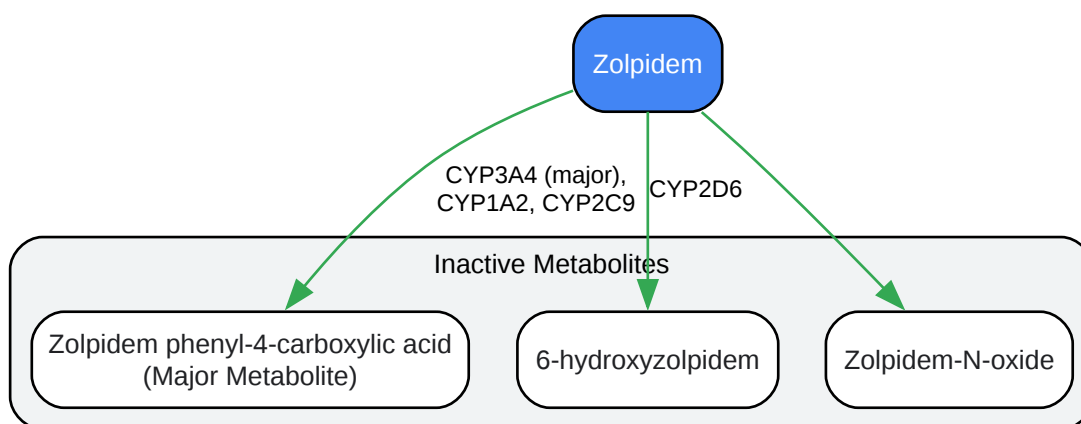 Zolpidem
CYP3A4 (major),
CYP1A2, CYP2C9
CYP2D6
Inactive Metabolites
Zolpidem phenyl-4-carboxylic acid
(Major Metabolite)
6-hydroxyzolpidem
Zolpidem-N-oxide